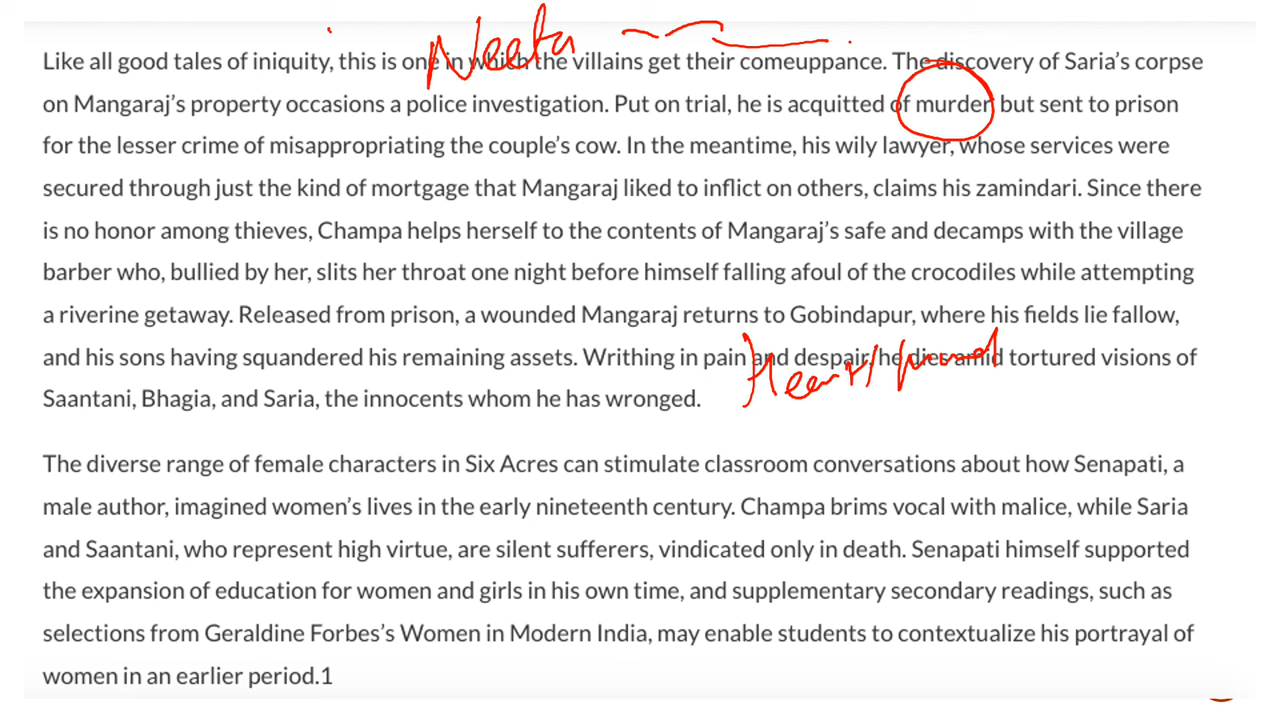 Neeta
Like all good tales of iniquity, this is one in which the villains get their comeuppance. The discovery of Saria's corpse
on Mangaraj's property occasions a police investigation. Put on trial, he is acquitted of murder but sent to prison
for the lesser crime of misappropriating the couple's cow. In the meantime, his wily lawyer, whose services were
secured through just the kind of mortgage that Mangaraj liked to inflict on others, claims his zamindari. Since there
is no honor among thieves, Champa helps herself to the contents of Mangaraj's safe and decamps with the village
barber who, bullied by her, slits her throat one night before himself falling afoul of the crocodiles while attempting
a riverine getaway. Released from prison, a wounded Mangaraj returns to Gobindapur, where his fields lie fallow,
and his sons having squandered his remaining assets. Writhing in pain and despair, he dies amid tortured visions of
Saantani, Bhagia, and Saria, the innocents whom he has wronged.
The diverse range of female characters in Six Acres can stimulate classroom conversations about how Senapati, a
male author, imagined women's lives in the early nineteenth century. Champa brims vocal with malice, while Saria
and Saantani, who represent high virtue, are silent sufferers, vindicated only in death. Senapati himself supported
the expansion of education for women and girls in his own time, and supplementary secondary readings, such as
selections from Geraldine Forbes's Women in Modern India, may enable students to contextualize his portrayal of
women in an earlier period.1